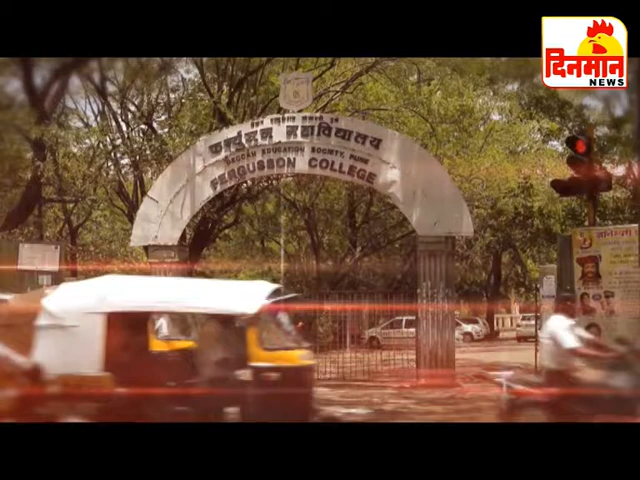 दिनमान
NEWS
फर्ग्युसन महाविद्यालय
DECCAN EDUCATION SOCIETY, PUNE
FERGUSSON COLLEGE